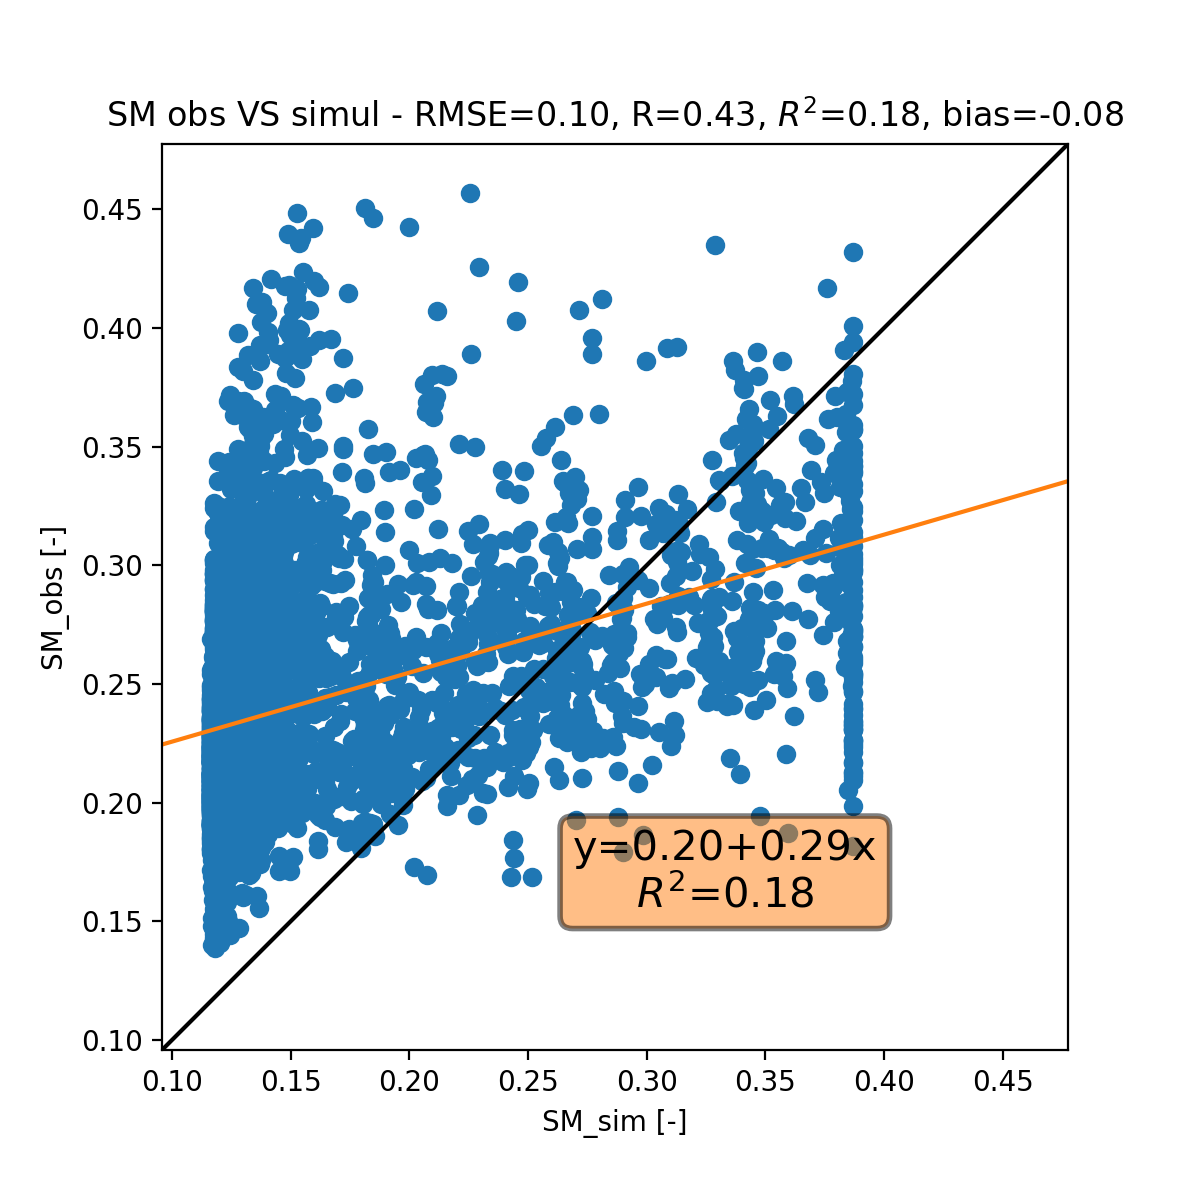 SM obs VS simul - RMSE=0.10, R=0.43, R²=0.18, bias=-0.08
0.45
0.40
0.35
0.30
0.25
0.20
0.15
0.10
SM_obs [-]
y=0.20+0.29x
R²=0.18
0.10 0.15 0.20 0.25 0.30 0.35 0.40 0.45
SM_sim [-]